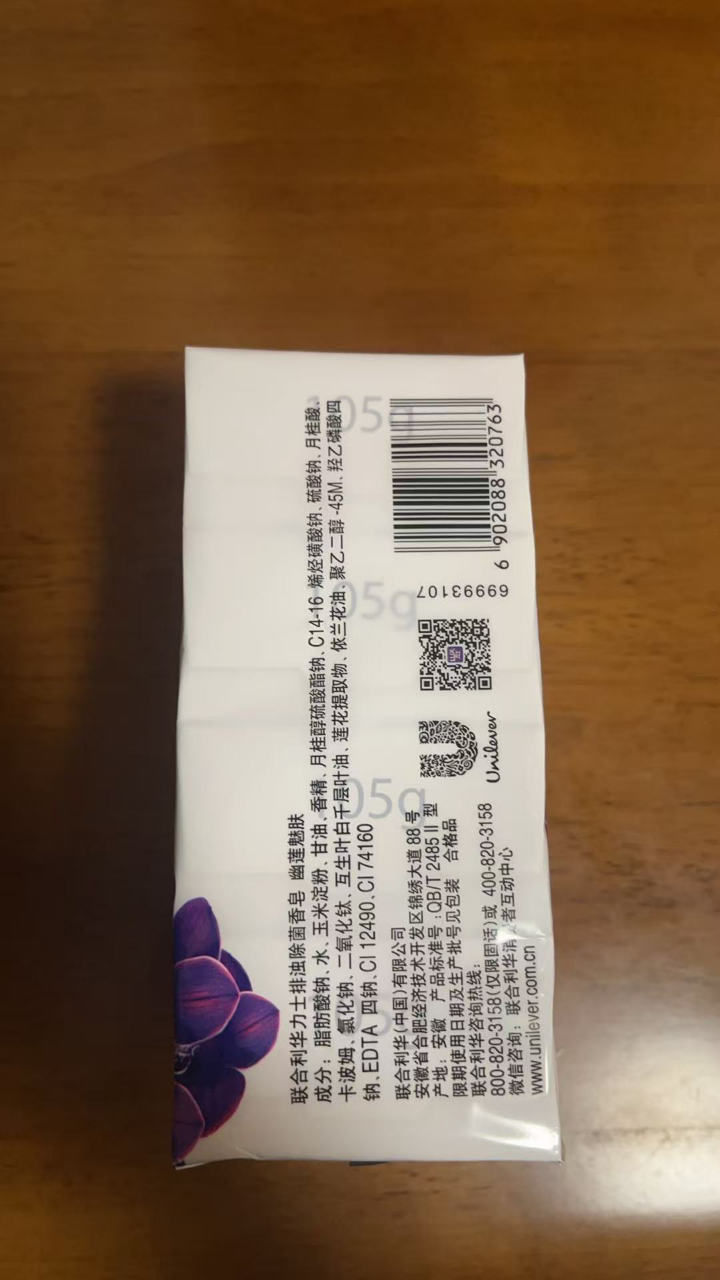 联合利华力士排浊除菌香皂 幽莲魅肤
成分：脂肪酸钠、水、玉米淀粉、甘油、香精、月桂醇硫酸酯钠、C14-16 烯烃磺酸钠、硫酸钠、月桂酸、
卡波姆、氯化钠、二氧化钛、互生叶白千层叶油、莲花提取物、依兰花油、聚乙二醇 -45M、羟乙磷酸四
钠、EDTA 四钠、CI 12490、CI 74160
联合利华(中国)有限公司
安徽省合肥经济技术开发区锦绣大道 88 号
产地：安徽 产品标准号：QB/T 2485 II 型
限期使用日期及生产批号见包装 合格品
联合利华咨询热线：
800-820-3158(仅限固话)或 400-820-3158
微信咨询：联合利华消 者互动中心
www.unilever.com.cn
Unilever
69993107
6 902088 320763
105g
105g
105g